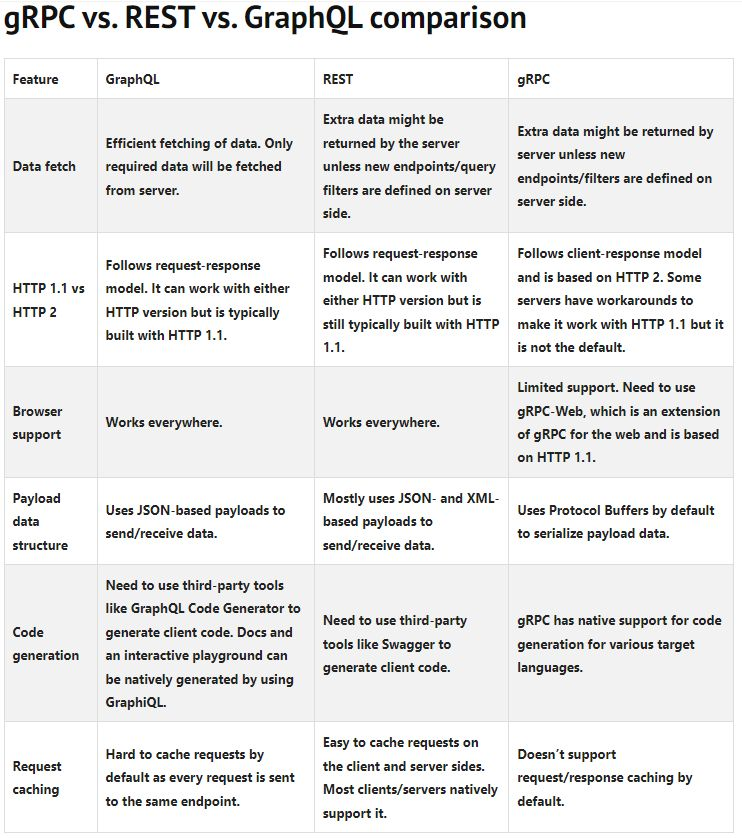 gRPC vs. REST vs. GraphQL comparison
Feature
GraphQL
REST
gRPC
Data fetch
Efficient fetching of data. Only
required data will be fetched
from server.
Extra data might be
returned by the server
unless new endpoints/query
filters are defined on server
side.
Extra data might be returned by
server unless new
endpoints/filters are defined on
server side.
HTTP 1.1 vs
HTTP 2
Follows request-response
model. It can work with either
HTTP version but is typically
built with HTTP 1.1.
Follows request-response
model. It can work with
either HTTP version but is
still typically built with HTTP
1.1.
Follows client-response model
and is based on HTTP 2. Some
servers have workarounds to
make it work with HTTP 1.1 but it
is not the default.
Browser
support
Works everywhere.
Works everywhere.
Limited support. Need to use
gRPC-Web, which is an extension
of gRPC for the web and is based
on HTTP 1.1.
Payload
data
structure
Uses JSON-based payloads to
send/receive data.
Mostly uses JSON- and XML-
based payloads to
send/receive data.
Uses Protocol Buffers by default
to serialize payload data.
Code
generation
Need to use third-party tools
like GraphQL Code Generator to
generate client code. Docs and
an interactive playground can
be natively generated by using
GraphiQL.
Need to use third-party
tools like Swagger to
generate client code.
gRPC has native support for code
generation for various target
languages.
Request
caching
Hard to cache requests by
default as every request is sent
to the same endpoint.
Easy to cache requests on
the client and server sides.
Most clients/servers natively
support it.
Doesn’t support
request/response caching by
default.